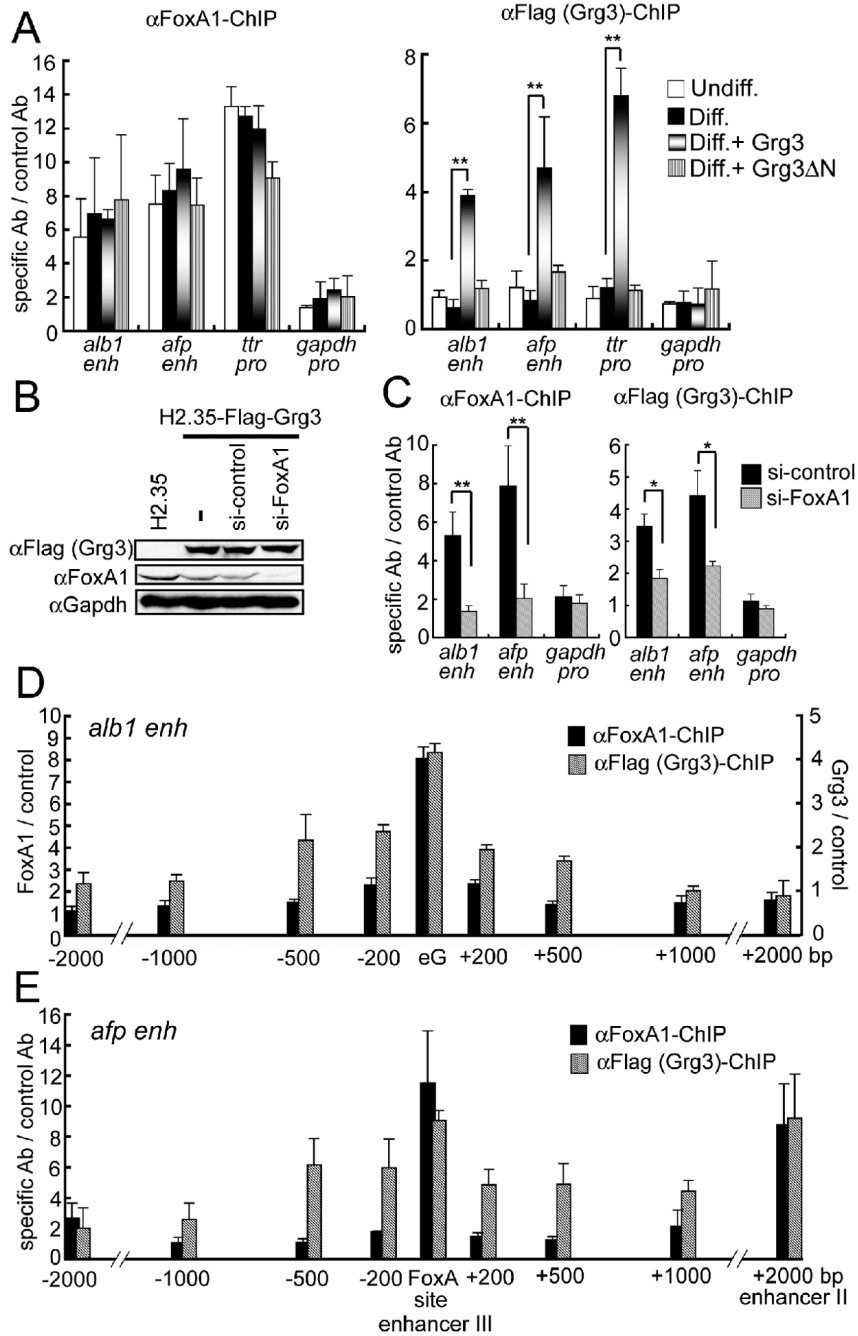 A
αFoxA1-ChIP
αFlag (Grg3)-ChIP
specific Ab / control Ab
16
14
12
10
8
6
4
2
0
alb1 enh
afp enh
ttr pro
gapdh pro
8
6
4
2
0
**
**
**
alb1 enh
afp enh
ttr pro
gapdh pro
Undiff.
Diff.
Diff.+ Grg3
Diff.+ Grg3ΔN
B
H2.35-Flag-Grg3
H2.35
-
si-control
si-FoxA1
αFlag (Grg3)
αFoxA1
αGapdh
C
αFoxA1-ChIP
αFlag (Grg3)-ChIP
specific Ab / control Ab
10
8
6
4
2
0
**
**
alb1 enh
afp enh
gapdh pro
6
5
4
3
2
1
0
*
*
alb1 enh
afp enh
gapdh pro
si-control
si-FoxA1
D
alb1 enh
FoxA1 / control
10
9
8
7
6
5
4
3
2
1
0
αFoxA1-ChIP
αFlag (Grg3)-ChIP
5
4
3
2
1
0
Grg3 / control
-2000 -1000 -500 -200 eG +200 +500 +1000 +2000 bp
E
afp enh
specific Ab / control Ab
16
14
12
10
8
6
4
2
0
αFoxA1-ChIP
αFlag (Grg3)-ChIP
-2000 -1000 -500 -200 FoxA +200 +500 +1000 +2000 bp
site
enhancer III
enhancer II